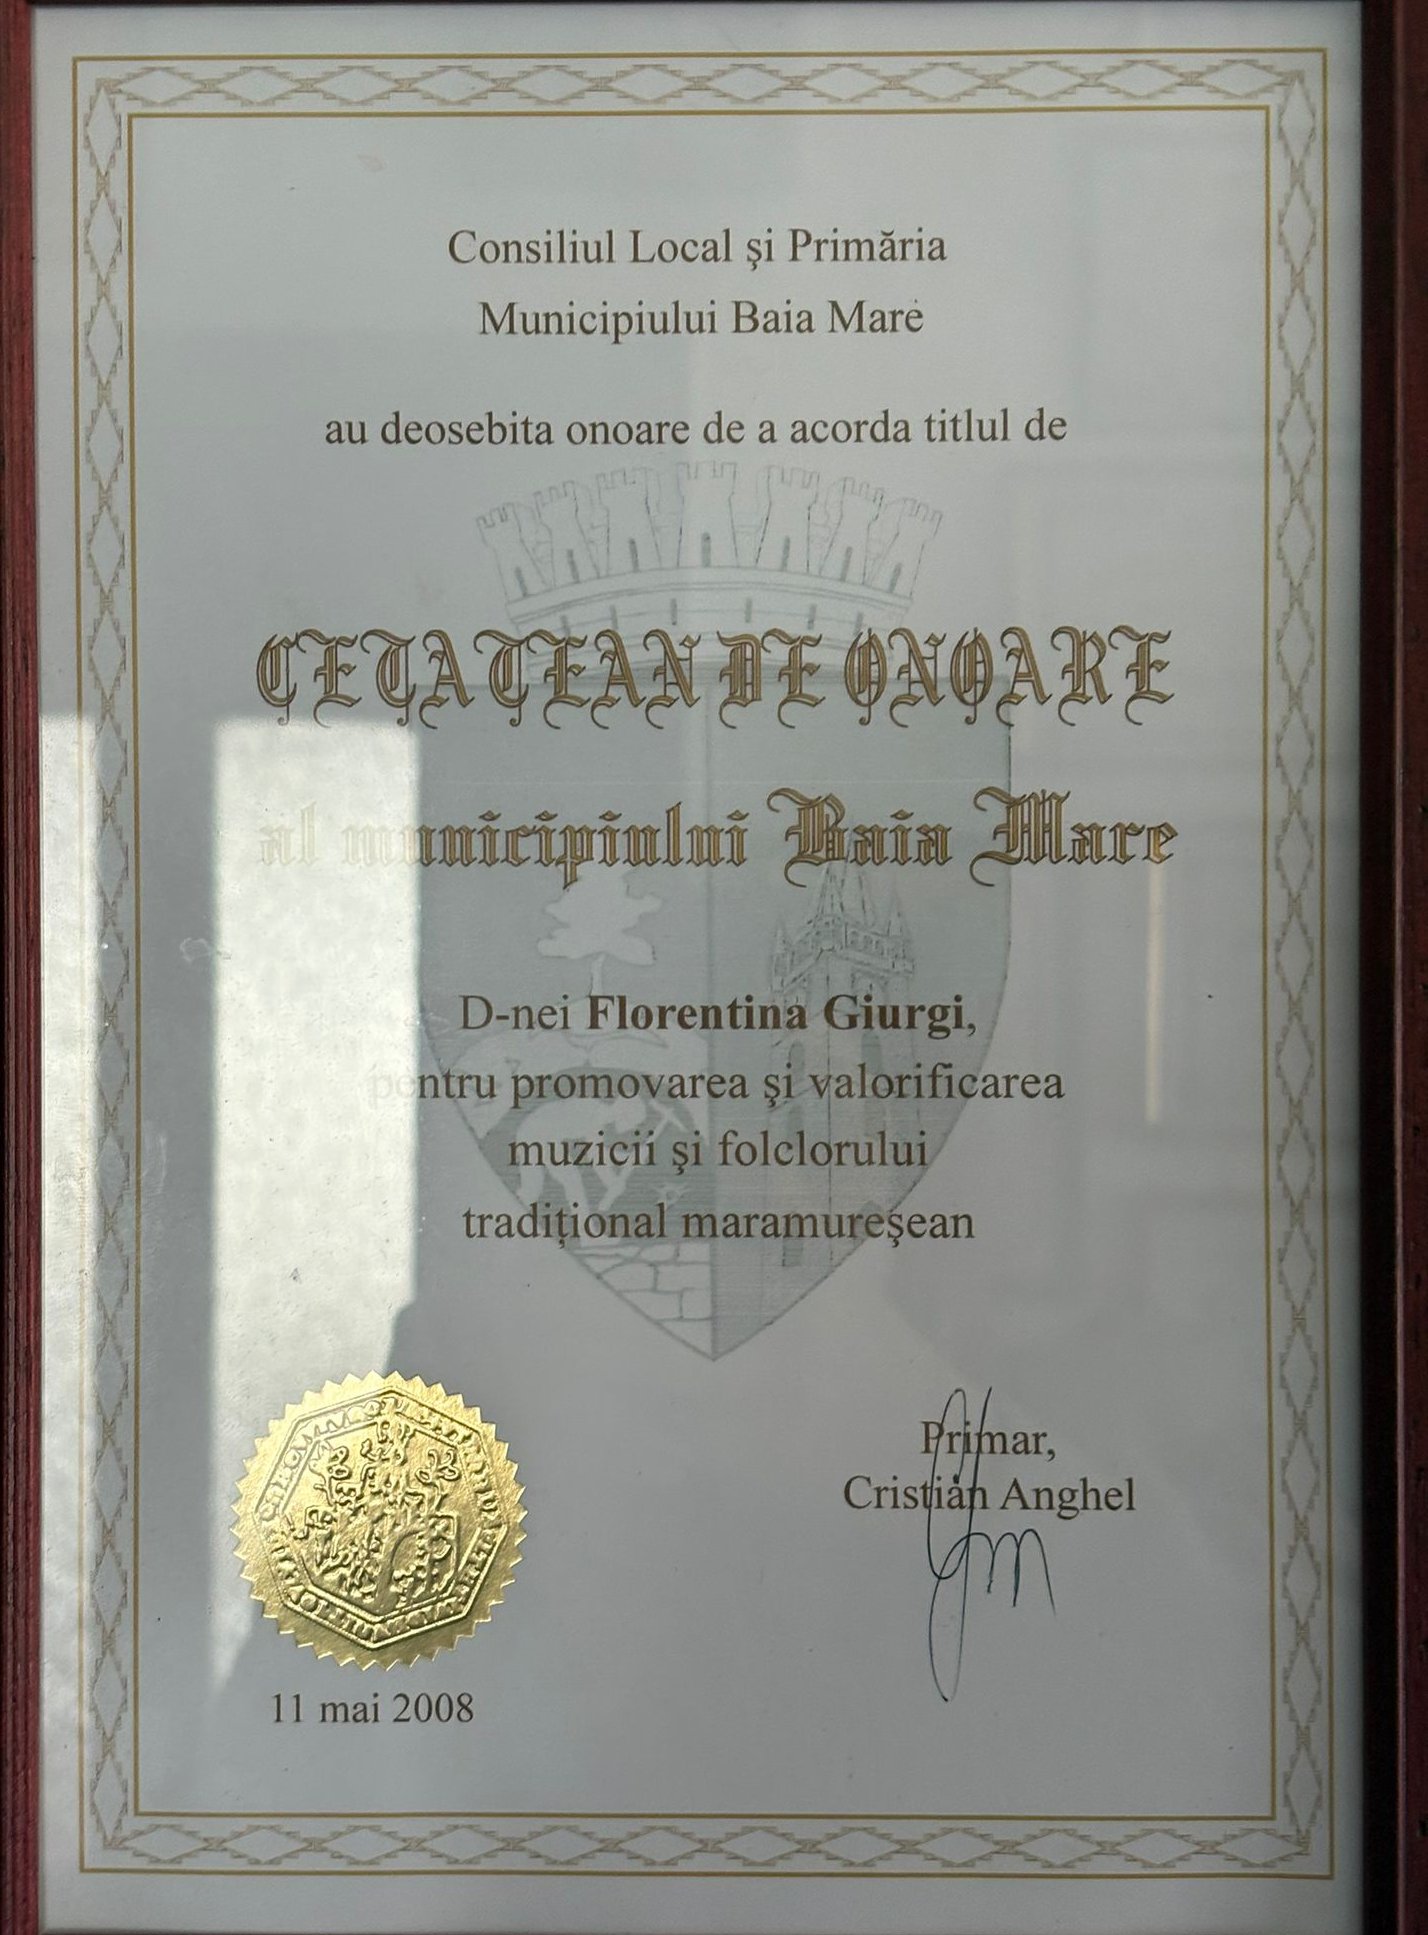 Consiliul Local şi Primăria
Municipiului Baia Mare
au deosebita onoare de a acorda titlul de
CETAŢEAN DE ONOARE
al municipiului Baia Mare
D-nei Florentina Giurgi,
pentru promovarea şi valorificarea
muzicii şi folclorului
tradiţional maramureşean
Primar,
Cristian Anghel
11 mai 2008